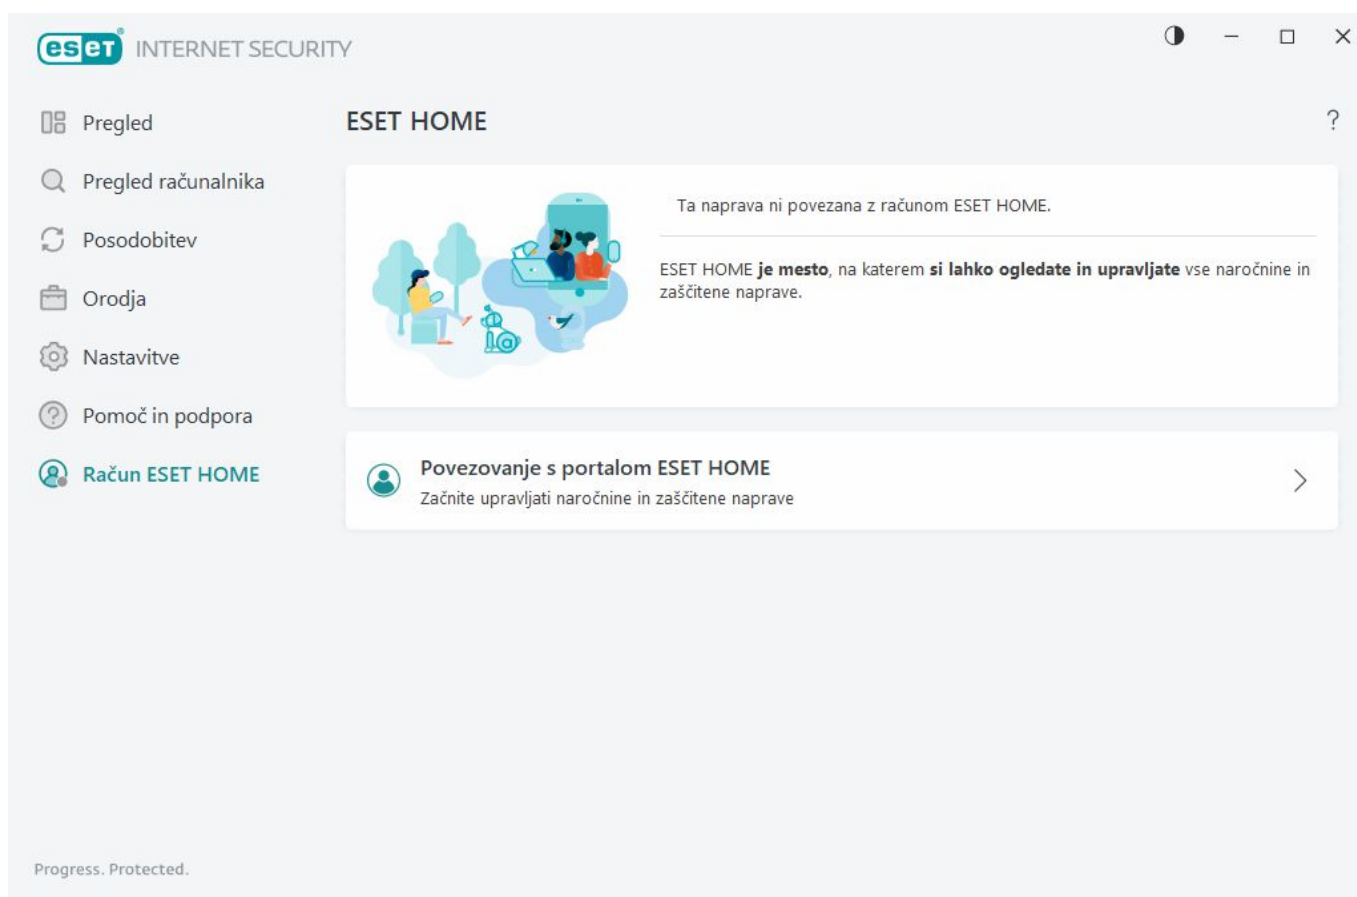 eseT INTERNET SECURITY
Pregled
Pregled računalnika
Posodobitev
Orodja
Nastavitve
Pomoč in podpora
Račun ESET HOME
ESET HOME
?
Ta naprava ni povezana z računom ESET HOME.
ESET HOME je mesto, na katerem si lahko ogledate in upravljate vse naročnine in
zaščitene naprave.
Povezovanje s portalom ESET HOME
Začnite upravljati naročnine in zaščitene naprave
Progress. Protected.